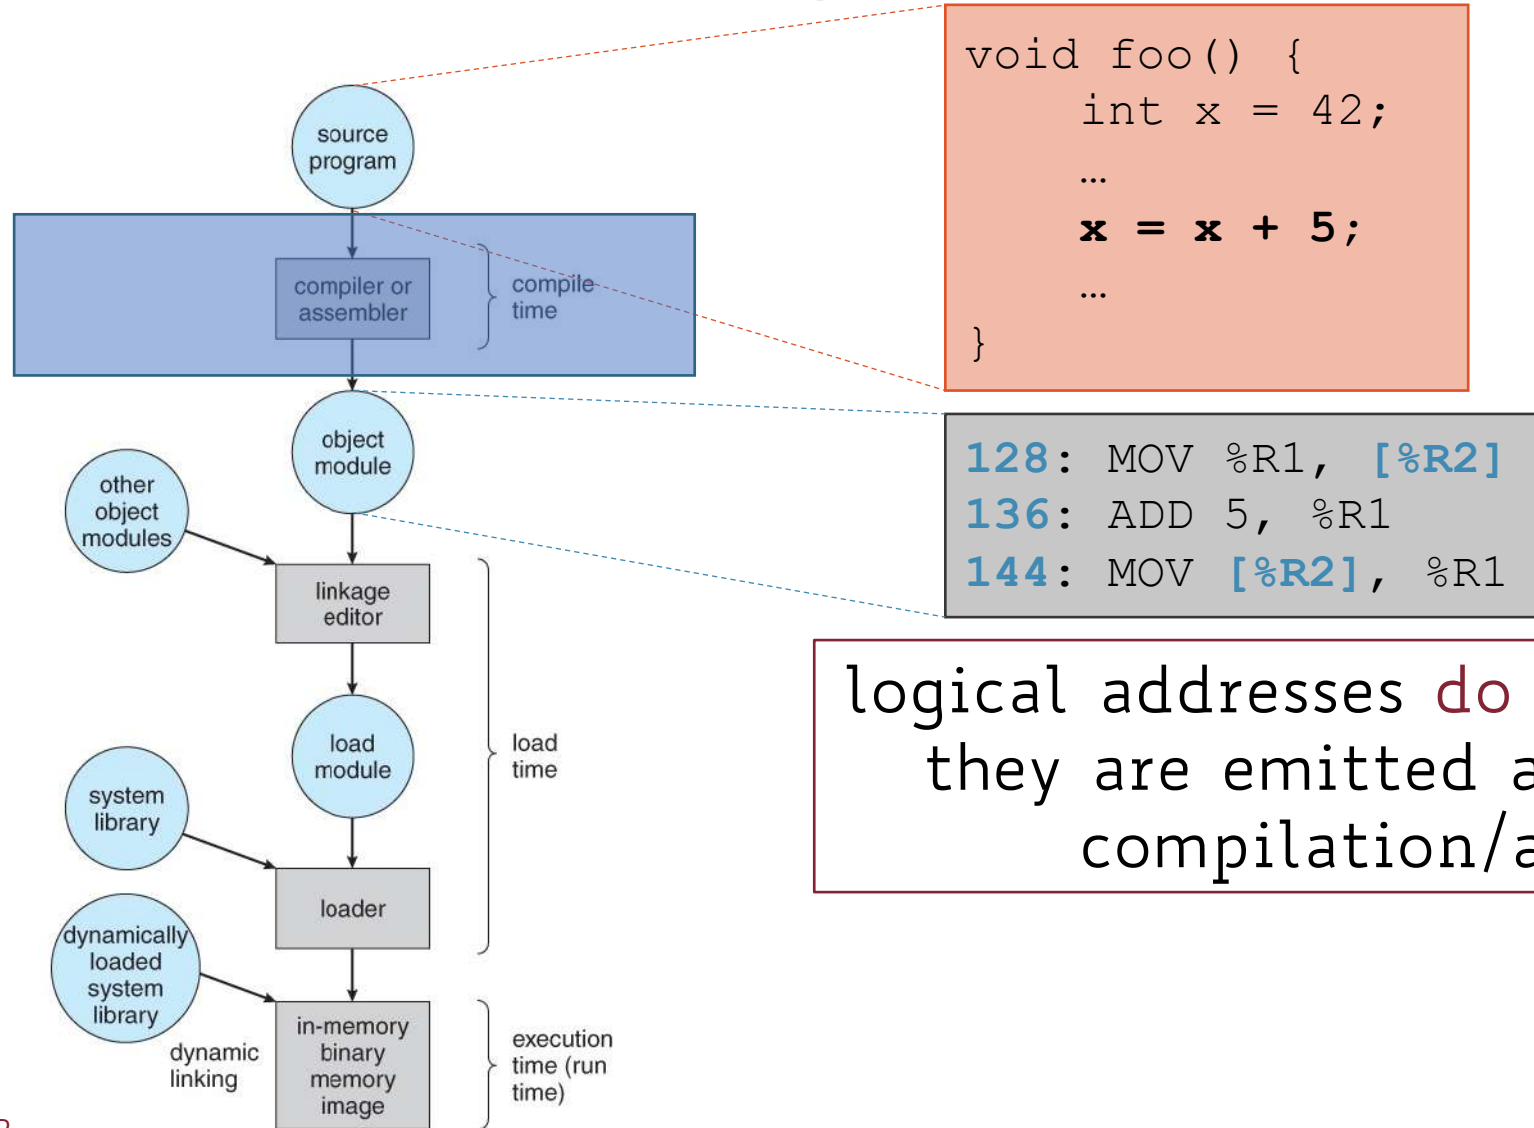 source
program
compiler or
assembler
compile
time
object
module
other
object
modules
linkage
editor
load
module
load
time
system
library
loader
dynamically
loaded
system
library
dynamic
linking
in-memory
binary
memory
image
execution
time (run
time)
void foo() {
int x = 42;
…
x = x + 5;
…
}
128: MOV %R1, [%R2]
136: ADD 5, %R1
144: MOV [%R2], %R1
logical addresses do
they are emitted a
compilation/a